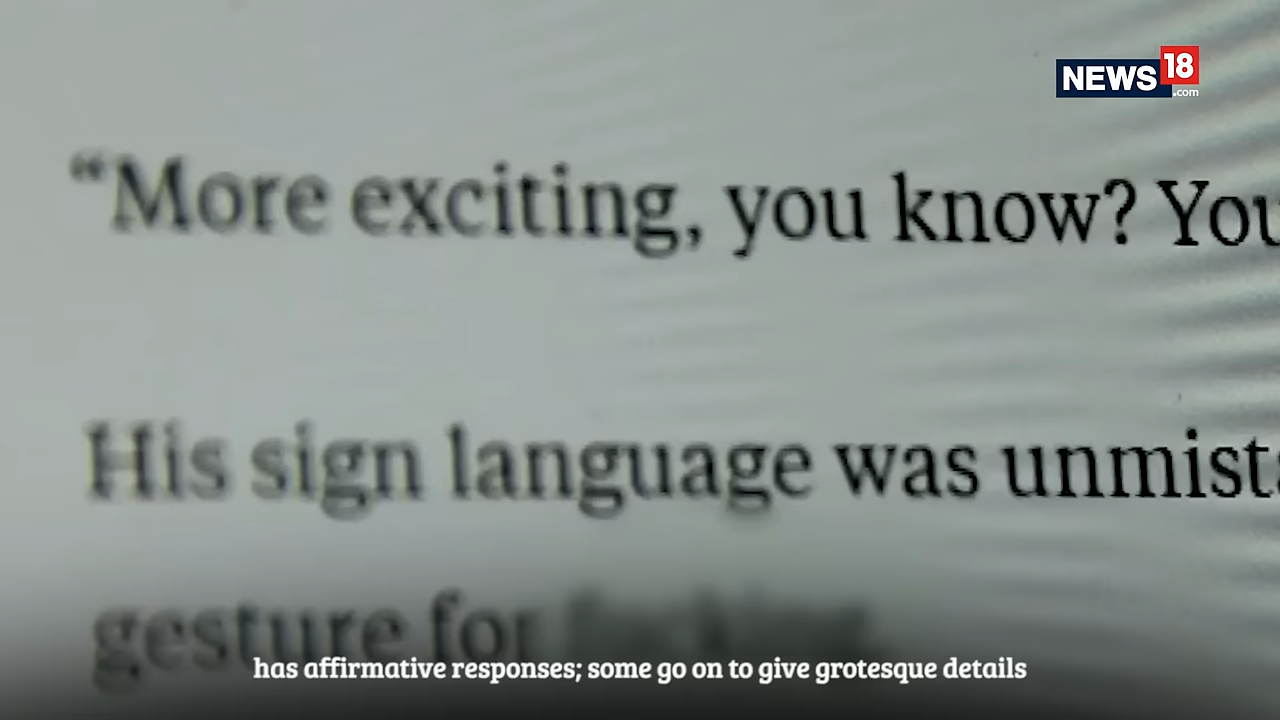 NEWS18
.com
“More exciting, you know? You
His sign language was unmist
gesture for
has affirmative responses; some go on to give grotesque details